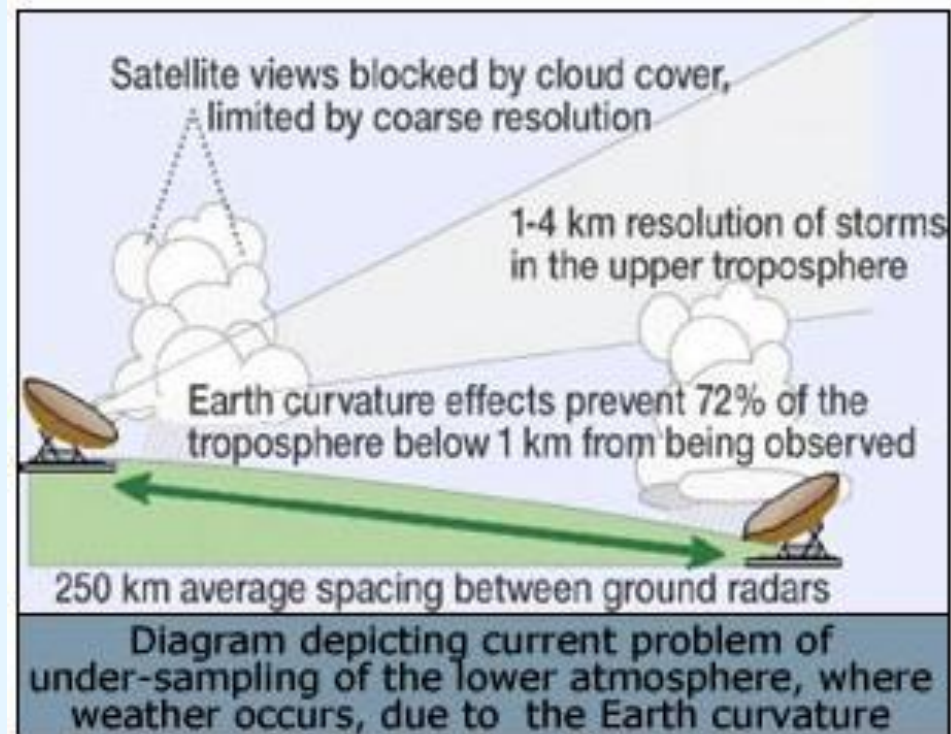 Satellite views blocked by cloud cover,
limited by coarse resolution
1-4 km resolution of storms
in the upper troposphere
Earth curvature effects prevent 72% of the
troposphere below 1 km from being observed
250 km average spacing between ground radars
Diagram depicting current problem of
under-sampling of the lower atmosphere, where
weather occurs, due to the Earth curvature